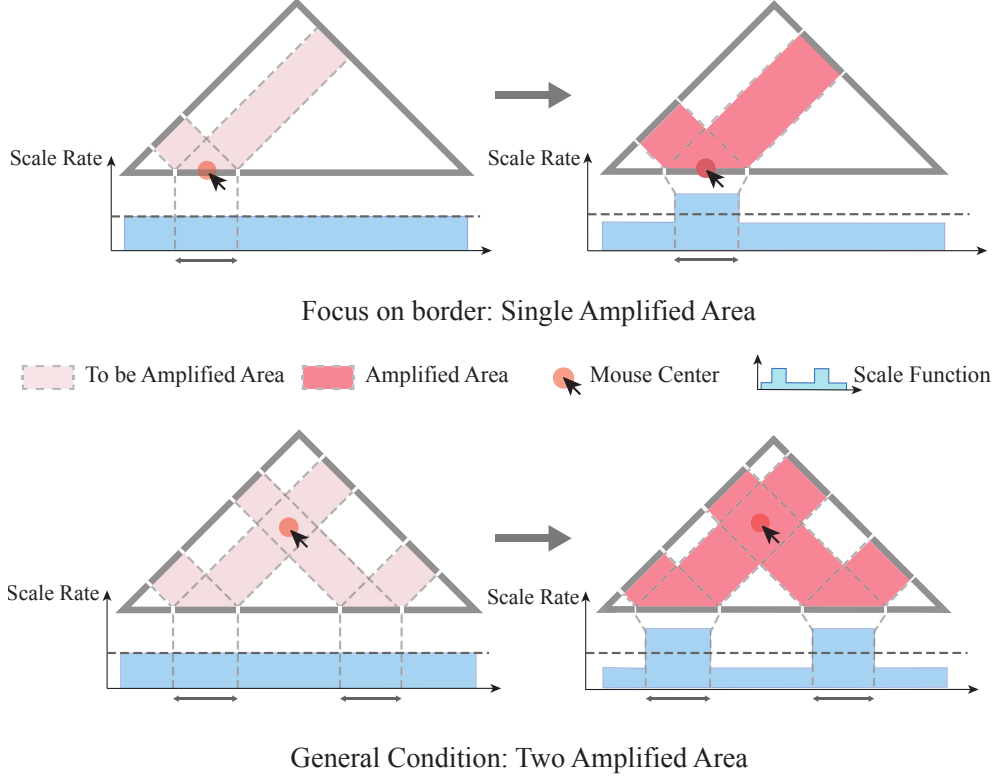 Scale Rate
Scale Rate
Focus on border: Single Amplified Area
To be Amplified Area
Amplified Area
Mouse Center
Scale Function
Scale Rate
Scale Rate
General Condition: Two Amplified Area